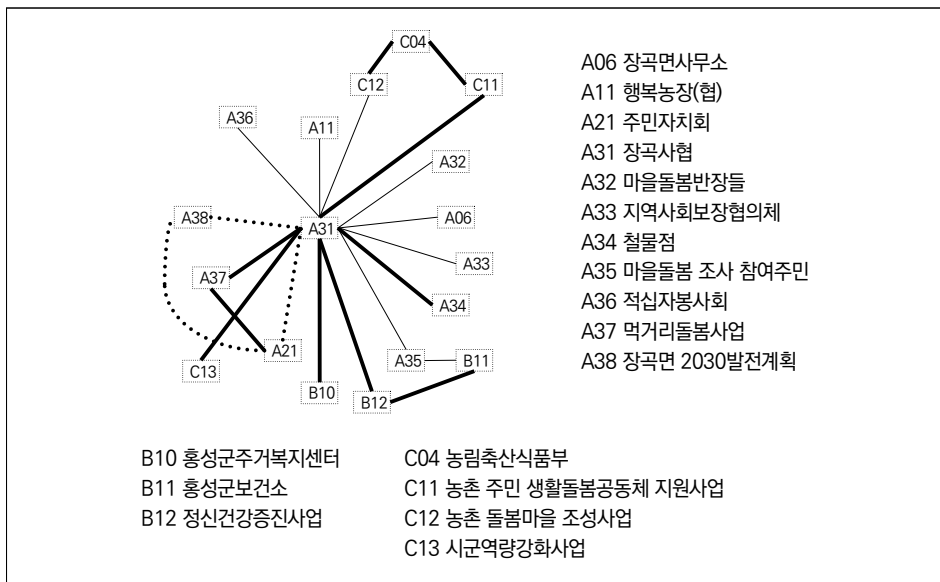 C04
C12
C11
A36
A11
A32
A38
A06
A31
A33
A37
A34
A21
A35
B11
C13
B10
B12
A06 장곡면사무소
A11 행복농장(협)
A21 주민자치회
A31 장곡사협
A32 마을돌봄반장들
A33 지역사회보장협의체
A34 철물점
A35 마을돌봄 조사 참여주민
A36 적십자봉사회
A37 먹거리돌봄사업
A38 장곡면 2030발전계획
B10 홍성군주거복지센터
B11 홍성군보건소
B12 정신건강증진사업
C04 농림축산식품부
C11 농촌 주민 생활돌봄공동체 지원사업
C12 농촌 돌봄마을 조성사업
C13 시군역량강화사업